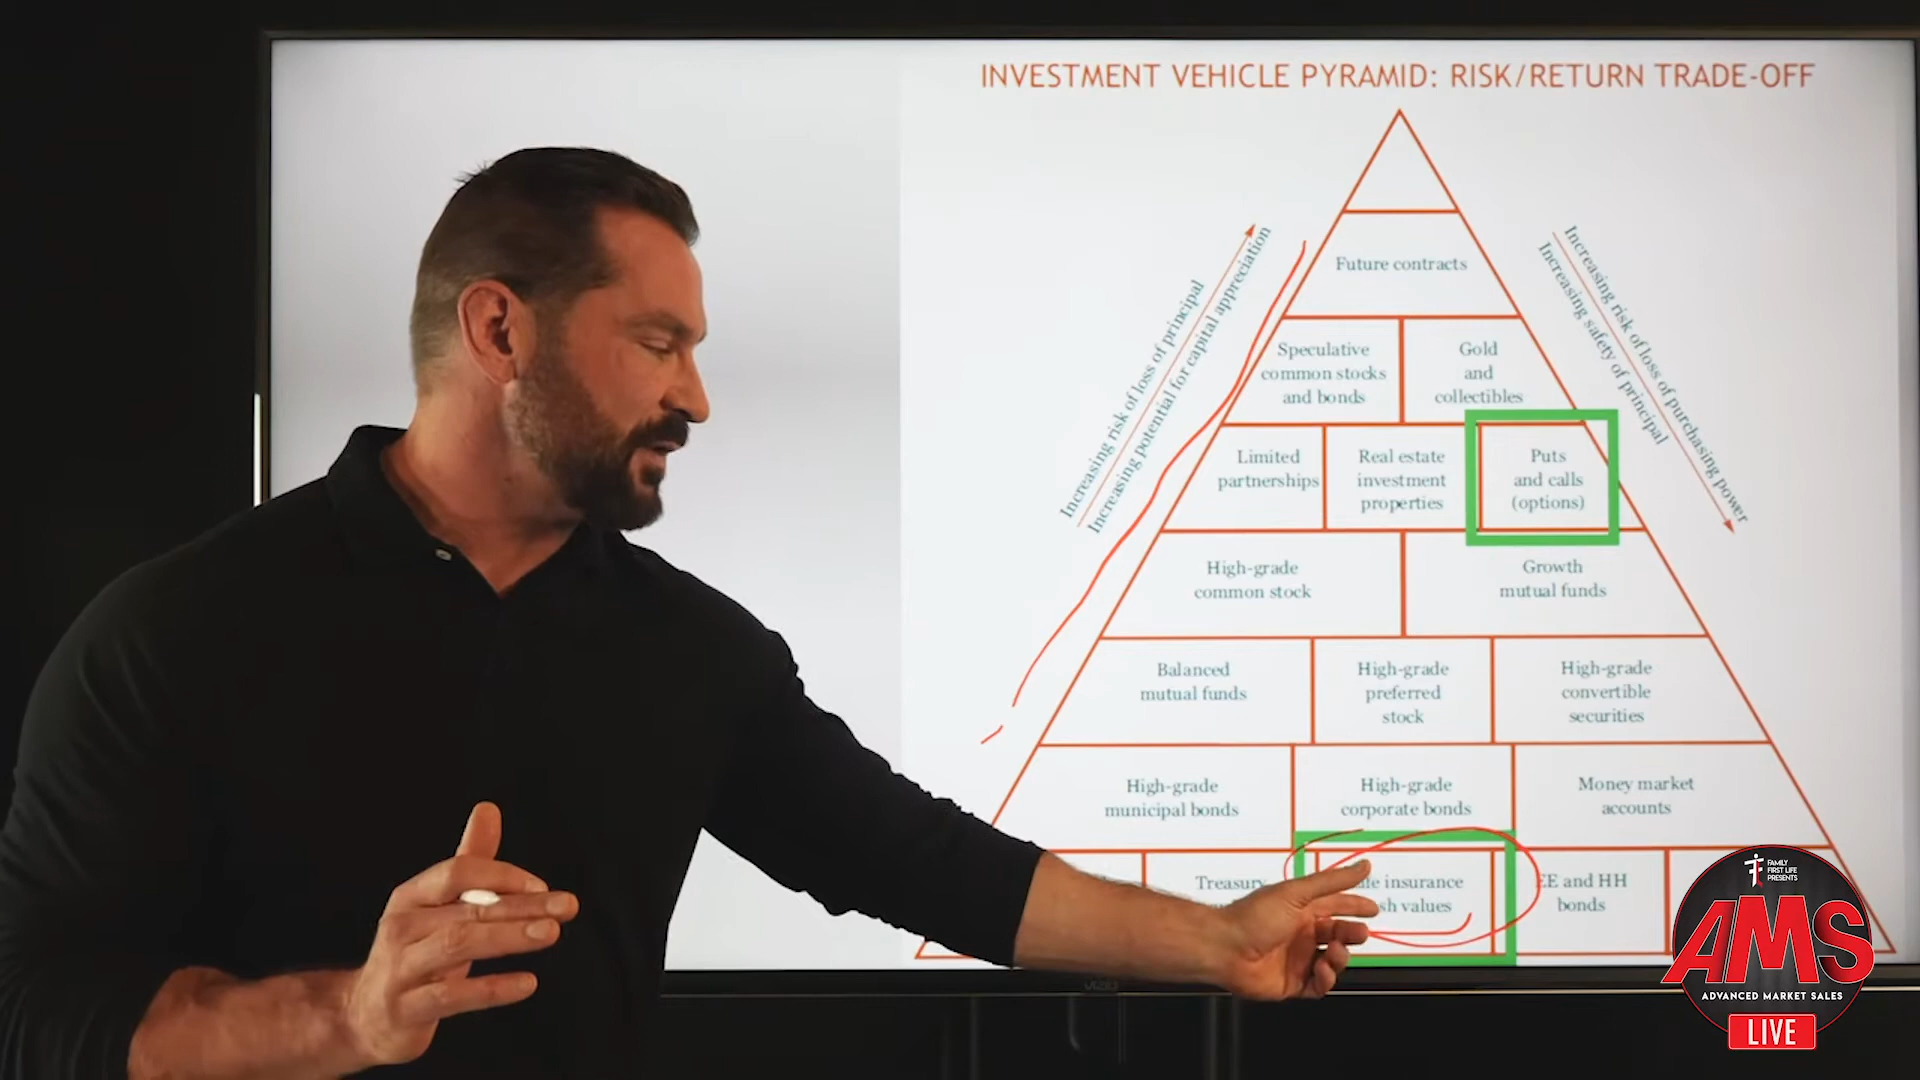 INVESTMENT VEHICLE PYRAMID: RISK/RETURN TRADE-OFF
Increasing risk of loss of principal
Increasing potential for capital appreciation
Increasing risk of loss of purchasing power
Increasing safety of principal
Future contracts
Speculative
common stocks
and bonds
Gold
and
collectibles
Limited
partnerships
Real estate
investment
properties
Puts
and calls
(options)
High-grade
common stock
Growth
mutual funds
Balanced
mutual funds
High-grade
preferred
stock
High-grade
convertible
securities
High-grade
municipal bonds
High-grade
corporate bonds
Money market
accounts
Treasury
insurance
values
EE and HH
bonds
FAMILY
FIRST LIFE
PRESENTS
AMS
ADVANCED MARKET SALES
LIVE
VIZIO